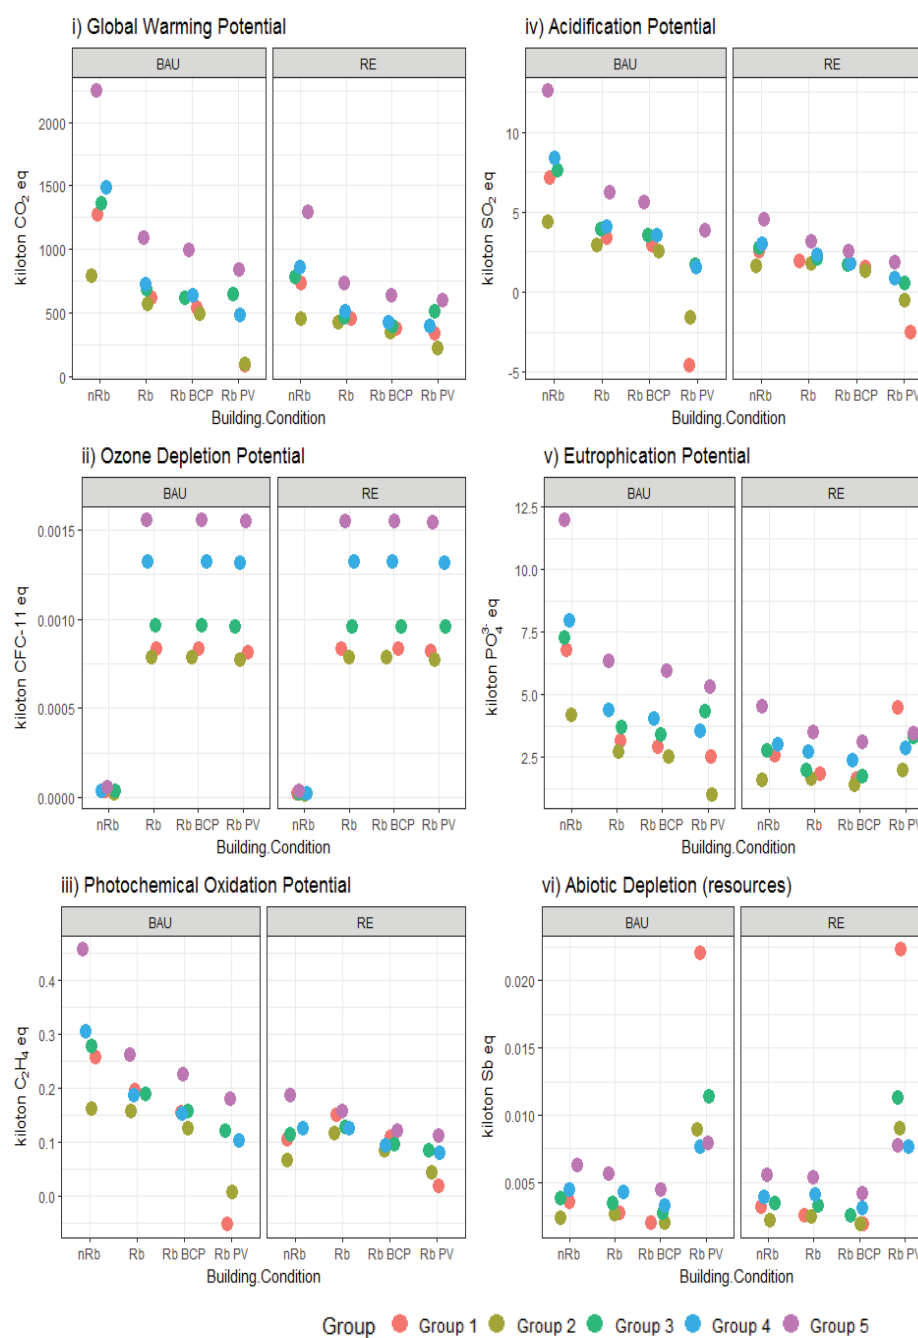 i) Global Warming Potential
BAU
RE
kiloton CO₂ eq
2000
1500
1000
500
0
nRb
Rb
Rb BCP
Rb PV
nRb
Rb
Rb BCP
Rb PV
Building.Condition
iv) Acidification Potential
BAU
RE
kiloton SO₂ eq
10
5
0
-5
nRb
Rb
Rb BCP
Rb PV
nRb
Rb
Rb BCP
Rb PV
Building.Condition
ii) Ozone Depletion Potential
BAU
RE
kiloton CFC-11 eq
0.0015
0.0010
0.0005
0.0000
nRb
Rb
Rb BCP
Rb PV
nRb
Rb
Rb BCP
Rb PV
Building.Condition
v) Eutrophication Potential
BAU
RE
kiloton PO₄³⁻ eq
12.5
10.0
7.5
5.0
2.5
nRb
Rb
Rb BCP
Rb PV
nRb
Rb
Rb BCP
Rb PV
Building.Condition
iii) Photochemical Oxidation Potential
BAU
RE
kiloton C₂H₄ eq
0.4
0.3
0.2
0.1
0.0
nRb
Rb
Rb BCP
Rb PV
nRb
Rb
Rb BCP
Rb PV
Building.Condition
vi) Abiotic Depletion (resources)
BAU
RE
kiloton Sb eq
0.020
0.015
0.010
0.005
nRb
Rb
Rb BCP
Rb PV
nRb
Rb
Rb BCP
Rb PV
Building.Condition
Group
Group 1
Group 2
Group 3
Group 4
Group 5